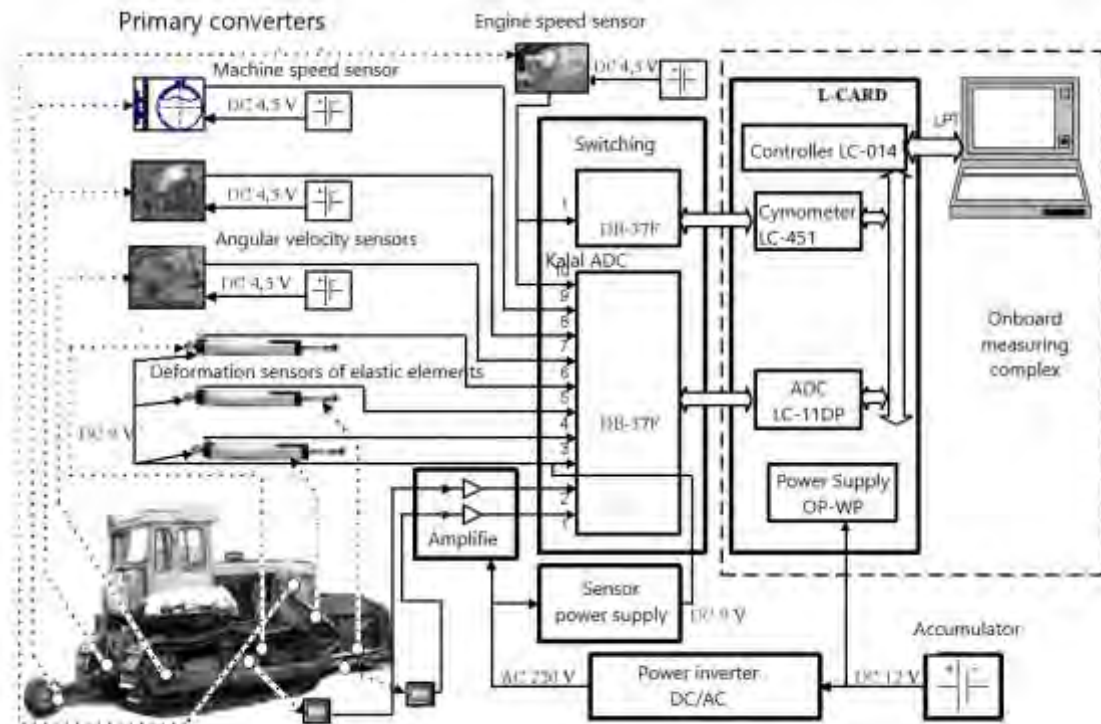 Primary converters
Engine speed sensor
Machine speed sensor
DC 4,5 V
DC 4,5 V
L-CARD
LPT
Switching
Controller LC-014
DC 4,5 V
1
DB-37F
Cymometer
LC-451
Angular velocity sensors
Kalal ADC
DC 4,5 V
10
9
8
7
6
5
4
3
2
1
Onboard
measuring
complex
Deformation sensors of elastic elements
ADC
LC-11DP
DB-37F
DC 9 V
Power Supply
OP-WP
Amplifie
Sensor
power supply
DC 9 V
Accumulator
AC 220 V
Power inverter
DC/AC
DC 12 V